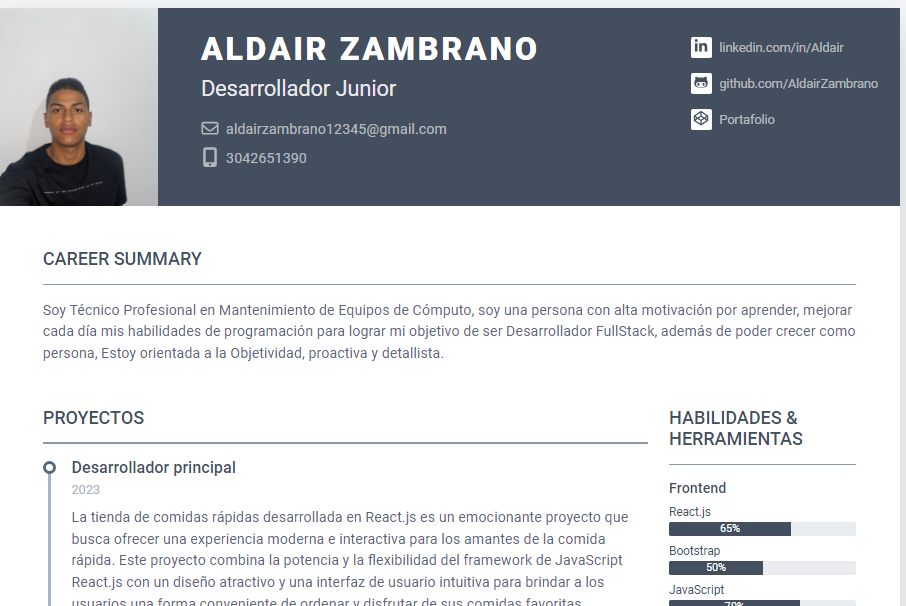 ALDAIR ZAMBRANO
Desarrollador Junior
aldairzambrano12345@gmail.com
3042651390
linkedin.com/in/Aldair
github.com/AldairZambrano
Portafolio
CAREER SUMMARY
Soy Técnico Profesional en Mantenimiento de Equipos de Cómputo, soy una persona con alta motivación por aprender, mejorar
cada día mis habilidades de programación para lograr mi objetivo de ser Desarrollador FullStack, además de poder crecer como
persona, Estoy orientada a la Objetividad, proactiva y detallista.
PROYECTOS
Desarrollador principal
2023
La tienda de comidas rápidas desarrollada en React.js es un emocionante proyecto que
busca ofrecer una experiencia moderna e interactiva para los amantes de la comida
rápida. Este proyecto combina la potencia y la flexibilidad del framework de JavaScript
React.js con un diseño atractivo y una interfaz de usuario intuitiva para brindar a los
usuarios una forma conveniente de ordenar y disfrutar de sus comidas favoritas
HABILIDADES &
HERRAMIENTAS
Frontend
React.js
65%
Bootstrap
50%
JavaScript
70%